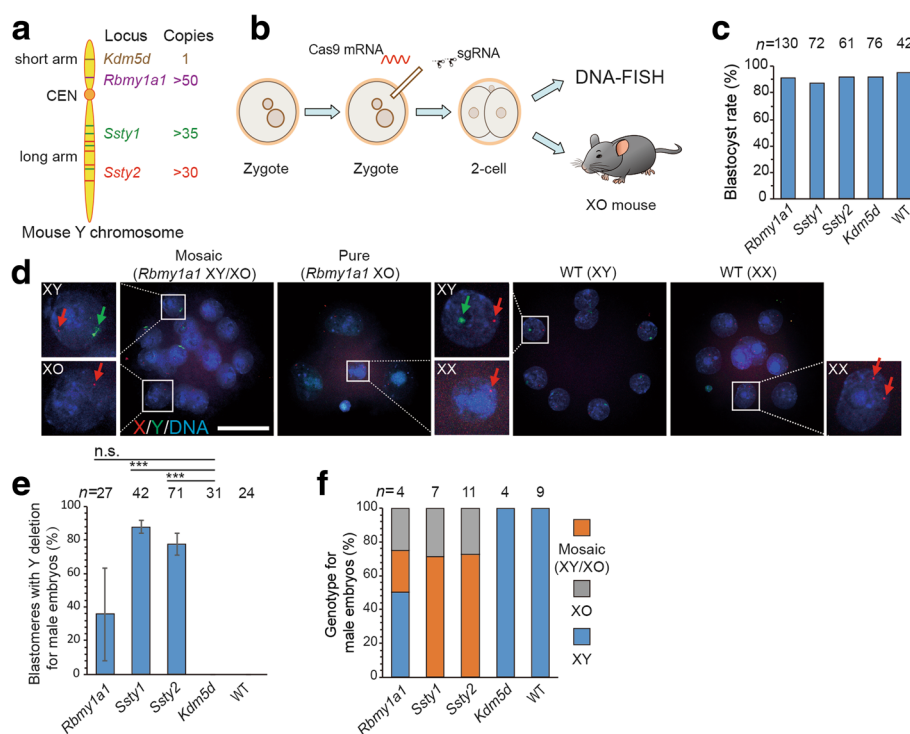 a
Locus Copies
short arm
Kdm5d 1
Rbmy1a1 >50
CEN
Ssty1 >35
long arm
Ssty2 >30
Mouse Y chromosome
b
Cas9 mRNA
sgRNA
Zygote
Zygote
2-cell
DNA-FISH
XO mouse
c
n=130 72 61 76 42
Blastocyst rate (%)
100
80
60
40
20
0
Rbmy1a1
Ssty1
Ssty2
Kdm5d
WT
d
Mosaic
(Rbmy1a1 XY/XO)
Pure
(Rbmy1a1 XO)
WT (XY)
WT (XX)
XY
XO
X/Y/DNA
XY
XX
XX
e
n.s.
***
***
n=27 42 71 31 24
Blastomeres with Y deletion
for male embryos (%)
100
80
60
40
20
0
Rbmy1a1
Ssty1
Ssty2
Kdm5d
WT
f
n=4 7 11 4 9
Genotype for
male embryos (%)
100
80
60
40
20
0
Rbmy1a1
Ssty1
Ssty2
Kdm5d
WT
Mosaic
(XY/XO)
XO
XY